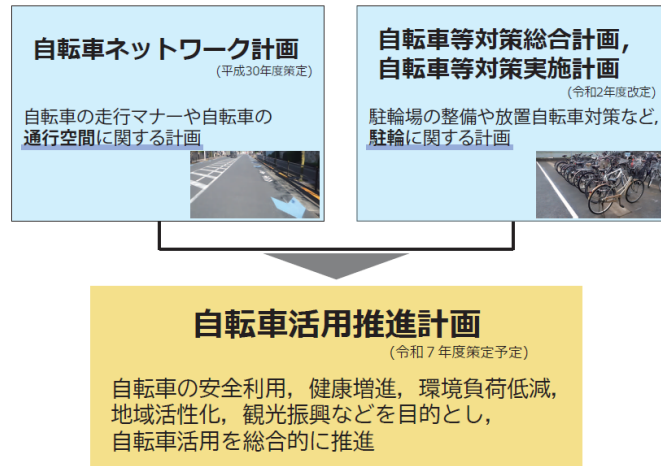 自転車ネットワーク計画
(平成30年度策定)
自転車の走行マナーや自転車の
通行空間に関する計画
自転車等対策総合計画，
自転車等対策実施計画
(令和2年度改定)
駐輪場の整備や放置自転車対策など，
駐輪に関する計画
自転車活用推進計画
(令和７年度策定予定)
自転車の安全利用，健康増進，環境負荷低減，
地域活性化，観光振興などを目的とし，
自転車活用を総合的に推進